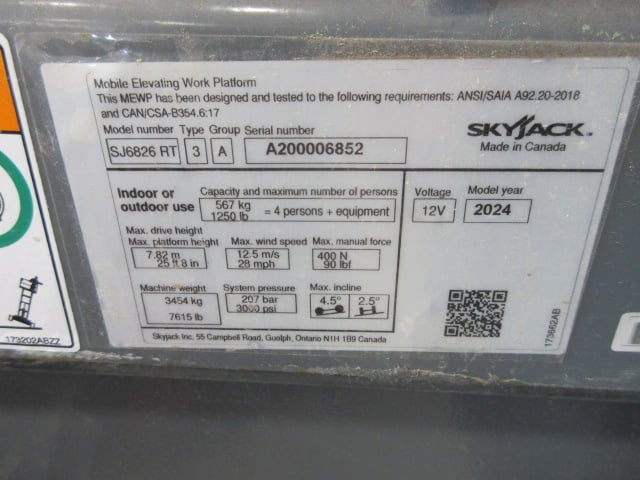 Mobile Elevating Work Platform
This MEWP has been designed and tested to the following requirements: ANSI/SAIA A92.20-2018
and CAN/CSA-B354.6:17
Model number Type Group Serial number
SJ6826 RT 3 A A200006852
SKYJACK™
Made in Canada
Indoor or outdoor use
Capacity and maximum number of persons
567 kg
1250 lb
= 4 persons + equipment
Voltage
12V
Model year
2024
Max. drive height
Max. platform height
7.82 m
25 ft 8 in
Max. wind speed
12.5 m/s
28 mph
Max. manual force
400 N
90 lbf
Machine weight
3454 kg
7615 lb
System pressure
207 bar
3000 psi
Max. incline
4.5° 2.5°
Skyjack Inc. 55 Campbell Road, Guelph, Ontario N1H 1B9 Canada
173662AB
173202ABZZ